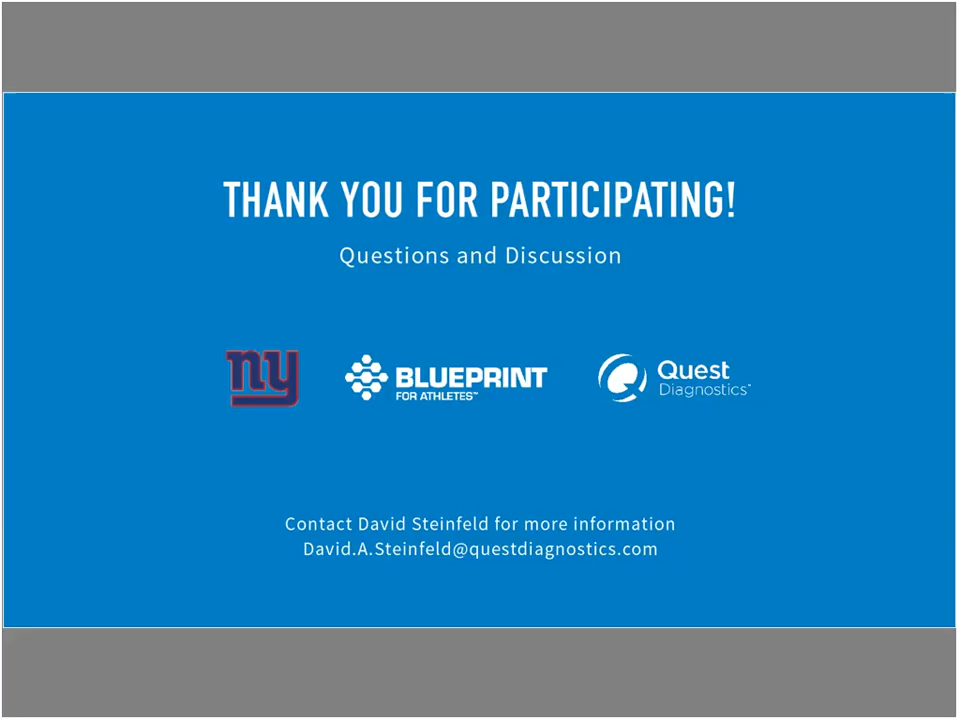 THANK YOU FOR PARTICIPATING!
Questions and Discussion
ny
BLUEPRINT
FOR ATHLETES™
Quest
Diagnostics™
Contact David Steinfeld for more information
David.A.Steinfeld@questdiagnostics.com